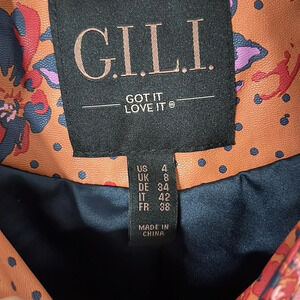 G.I.L.I.
GOT IT
LOVE IT ®
US 4
UK 8
DE 34
IT 42
FR 38
MADE IN
CHINA